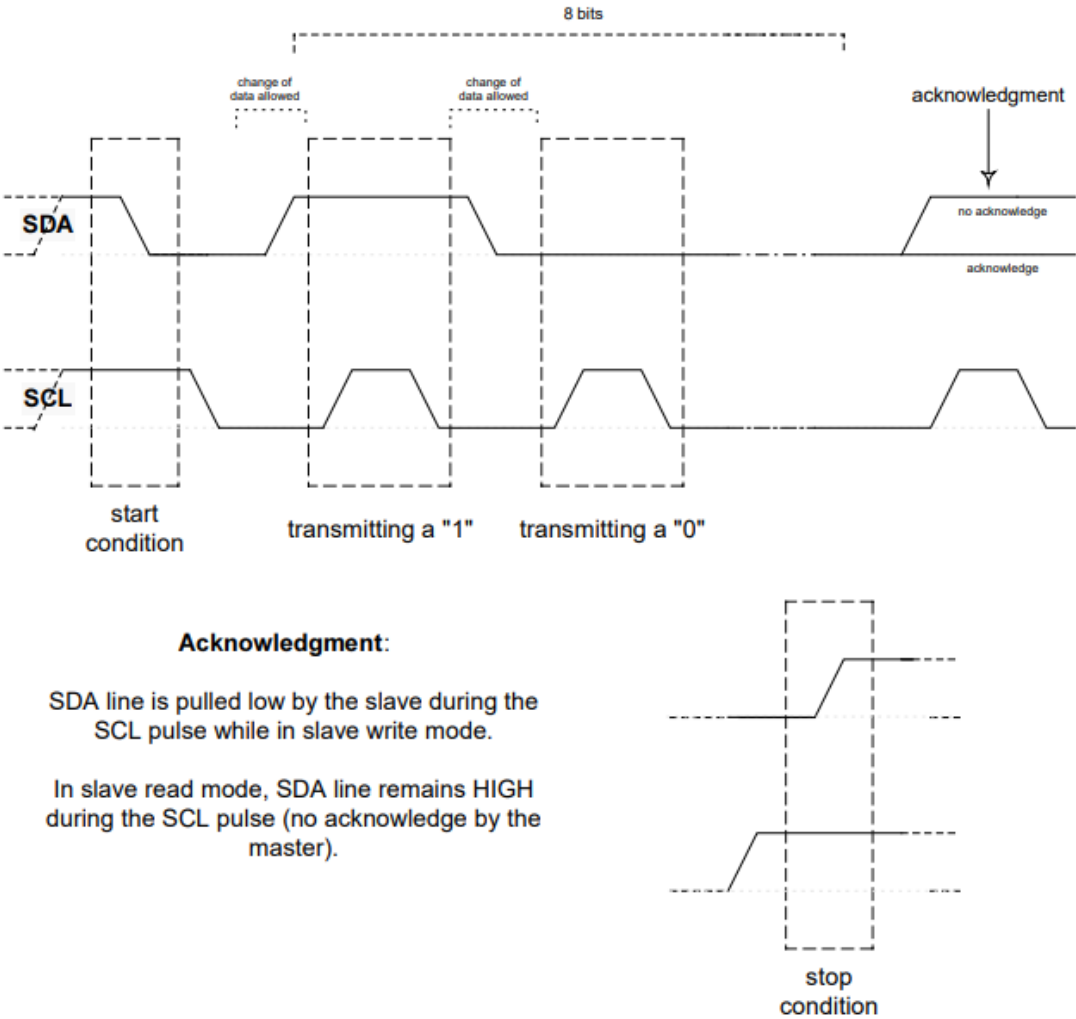 8 bits
change of
data allowed
change of
data allowed
acknowledgment
SDA
no acknowledge
acknowledge
SCL
start
condition
transmitting a "1"
transmitting a "0"
Acknowledgment:
SDA line is pulled low by the slave during the
SCL pulse while in slave write mode.
In slave read mode, SDA line remains HIGH
during the SCL pulse (no acknowledge by the
master).
stop
condition